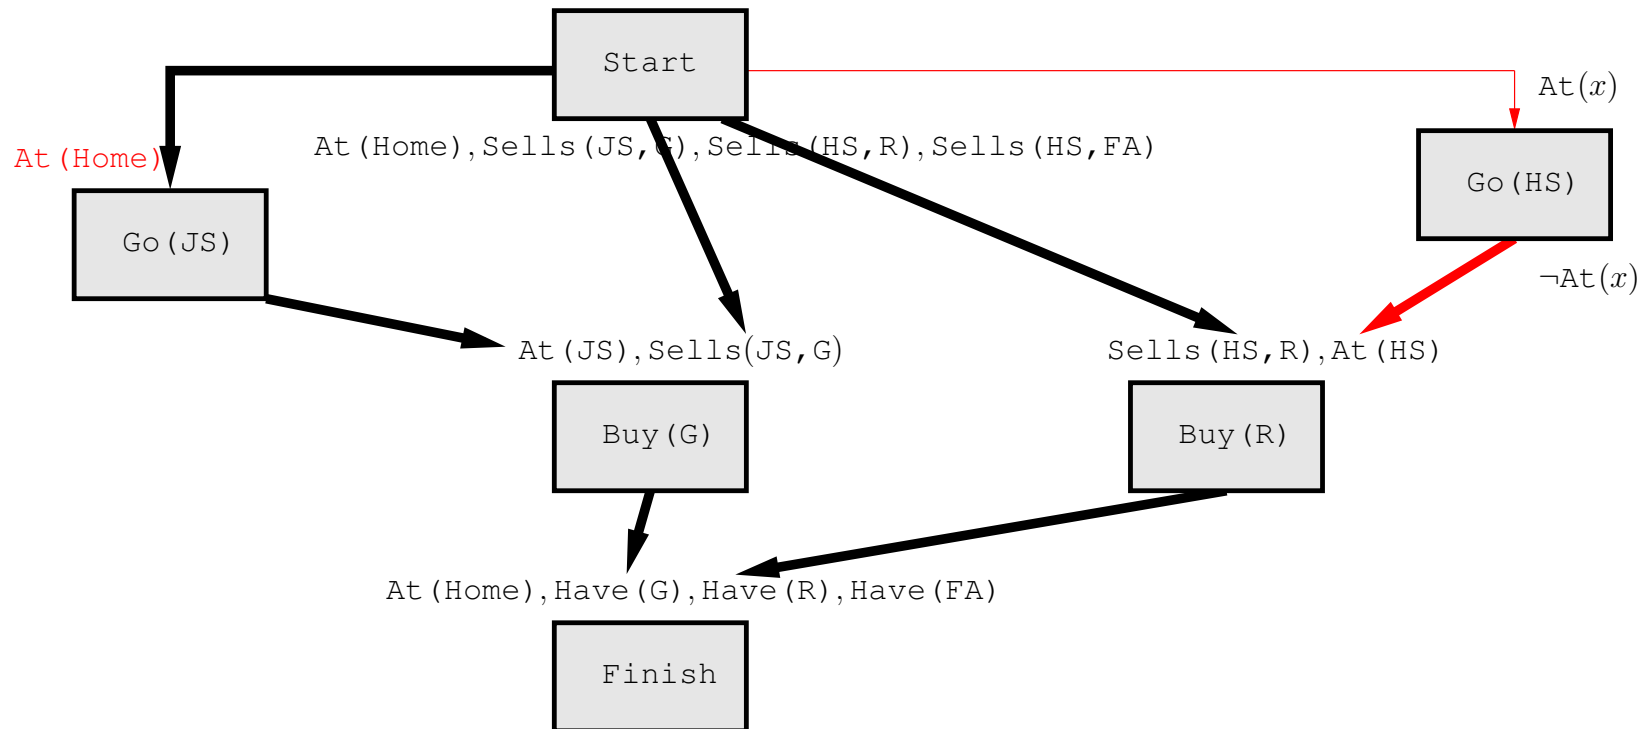 Start
At(x)
At(Home)
At(Home),Sells(JS,G),Sells(HS,R),Sells(HS,FA)
Go(HS)
Go(JS)
¬At(x)
At(JS),Sells(JS,G)
Sells(HS,R),At(HS)
Buy(G)
Buy(R)
At(Home),Have(G),Have(R),Have(FA)
Finish